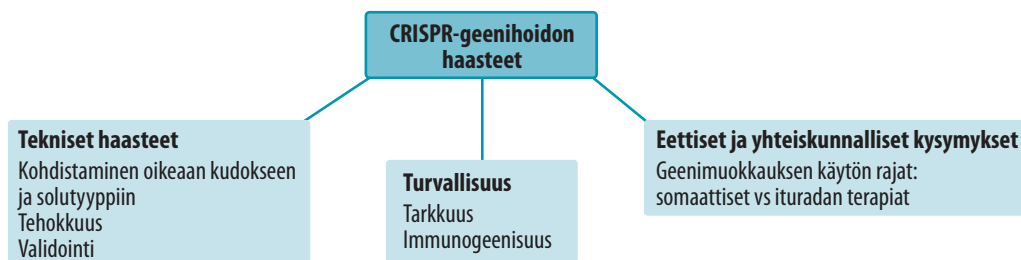 CRISPR-geenihoidon
haasteet
Tekniset haasteet
Kohdistaminen oikeaan kudokseen
ja solutyyppiin
Tehokkuus
Validointi
Turvallisuus
Tarkkuus
Immunogeenisuus
Eettiset ja yhteiskunnalliset kysymykset
Geenimuokkauksen käytön rajat:
somaattiset vs ituradan terapiat